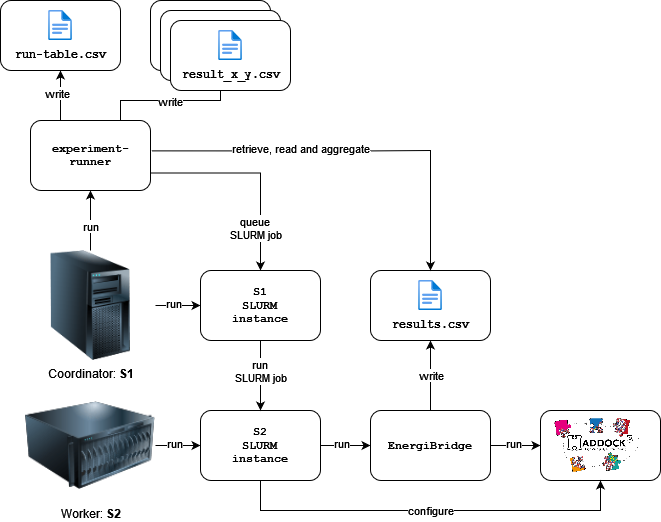 run-table.csv
result_x_y.csv
write
write
experiment-
runner
retrieve, read and aggregate
run
queue
SLURM job
S1
SLURM
instance
run
results.csv
Coordinator: S1
run
SLURM job
write
S2
SLURM
instance
run
run
EnergiBridge
run
ADDOCK
configure
Worker: S2